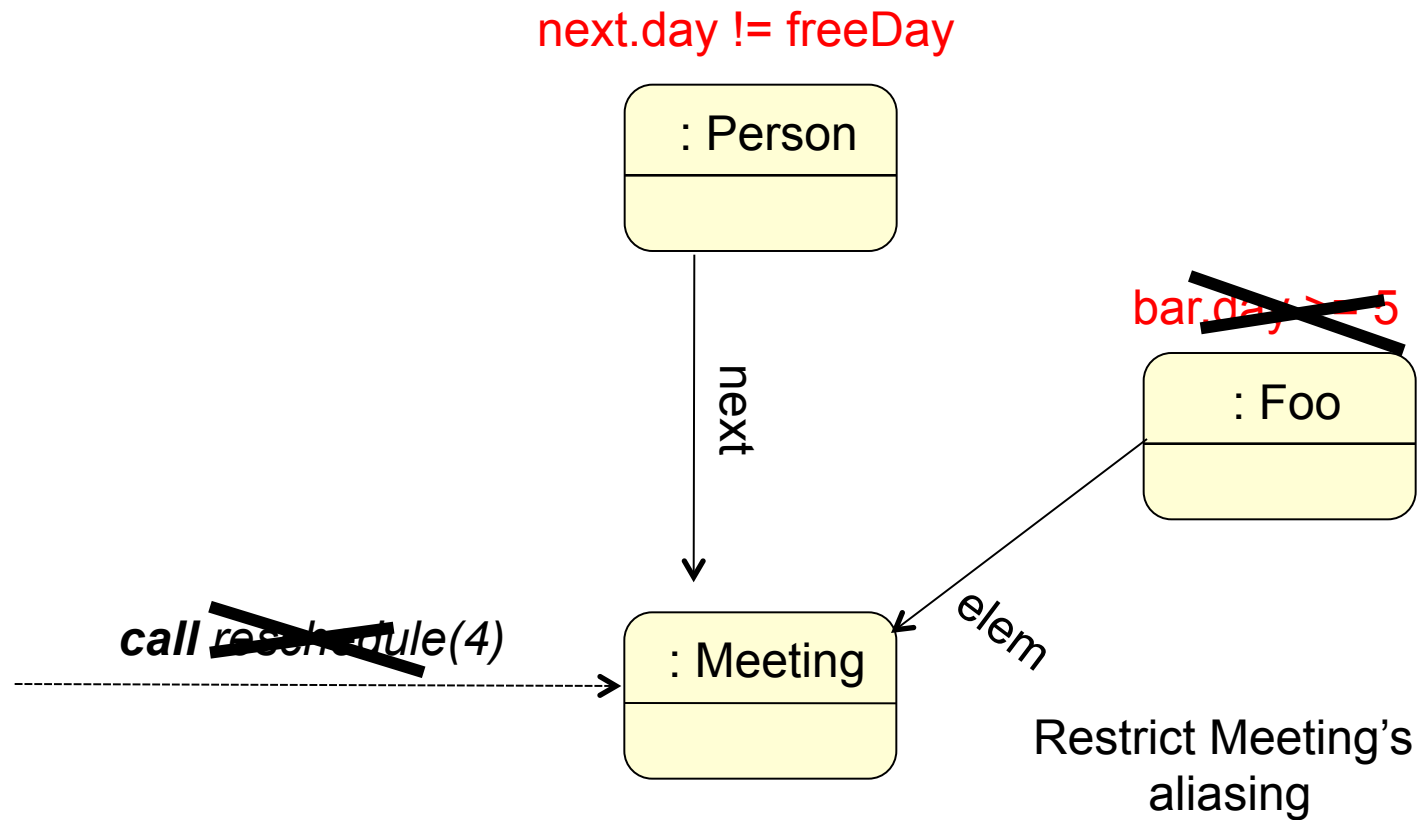 next.day != freeDay
: Person
bar.day >= 5
: Foo
next
elem
call reschedule(4)
: Meeting
Restrict Meeting’s
aliasing